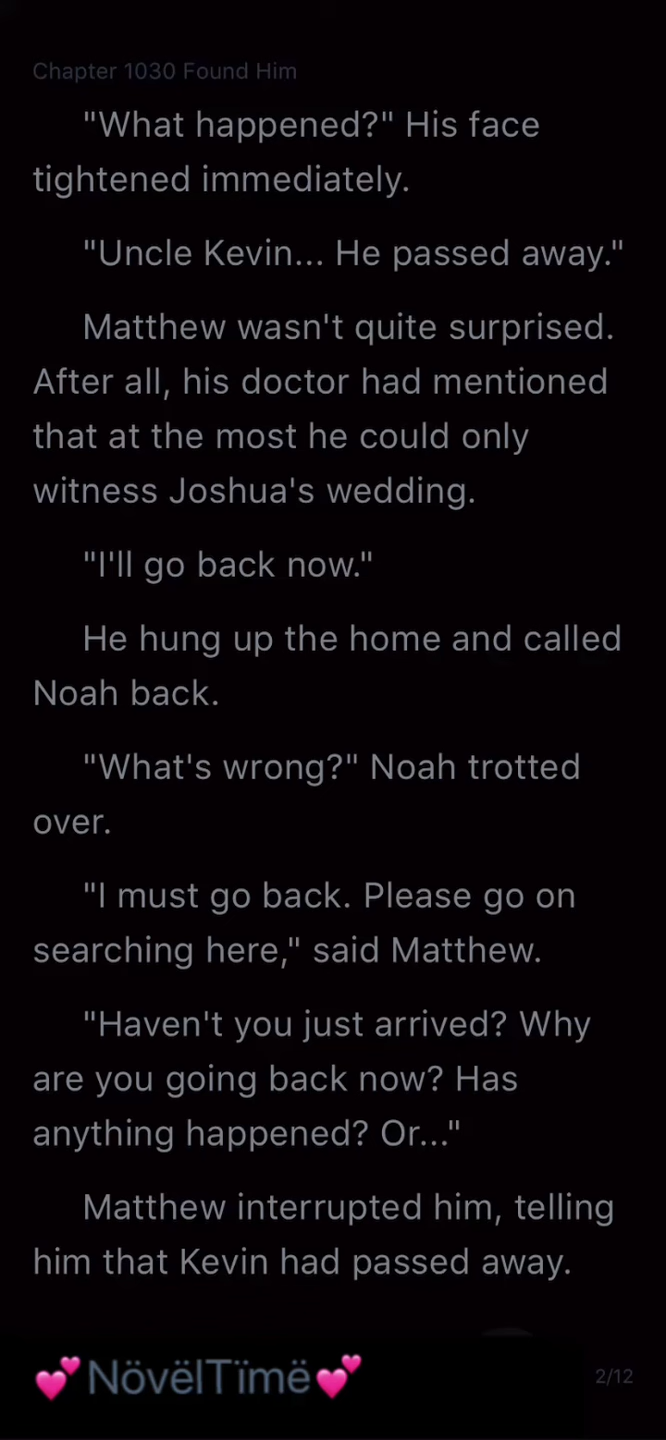 Chapter 1030 Found Him
"What happened?" His face
tightened immediately.
"Uncle Kevin... He passed away."
Matthew wasn't quite surprised.
After all, his doctor had mentioned
that at the most he could only
witness Joshua's wedding.
"I'll go back now."
He hung up the home and called
Noah back.
"What's wrong?" Noah trotted
over.
"I must go back. Please go on
searching here," said Matthew.
"Haven't you just arrived? Why
are you going back now? Has
anything happened? Or..."
Matthew interrupted him, telling
him that Kevin had passed away.
💕NövëlTïmë💕
2/12